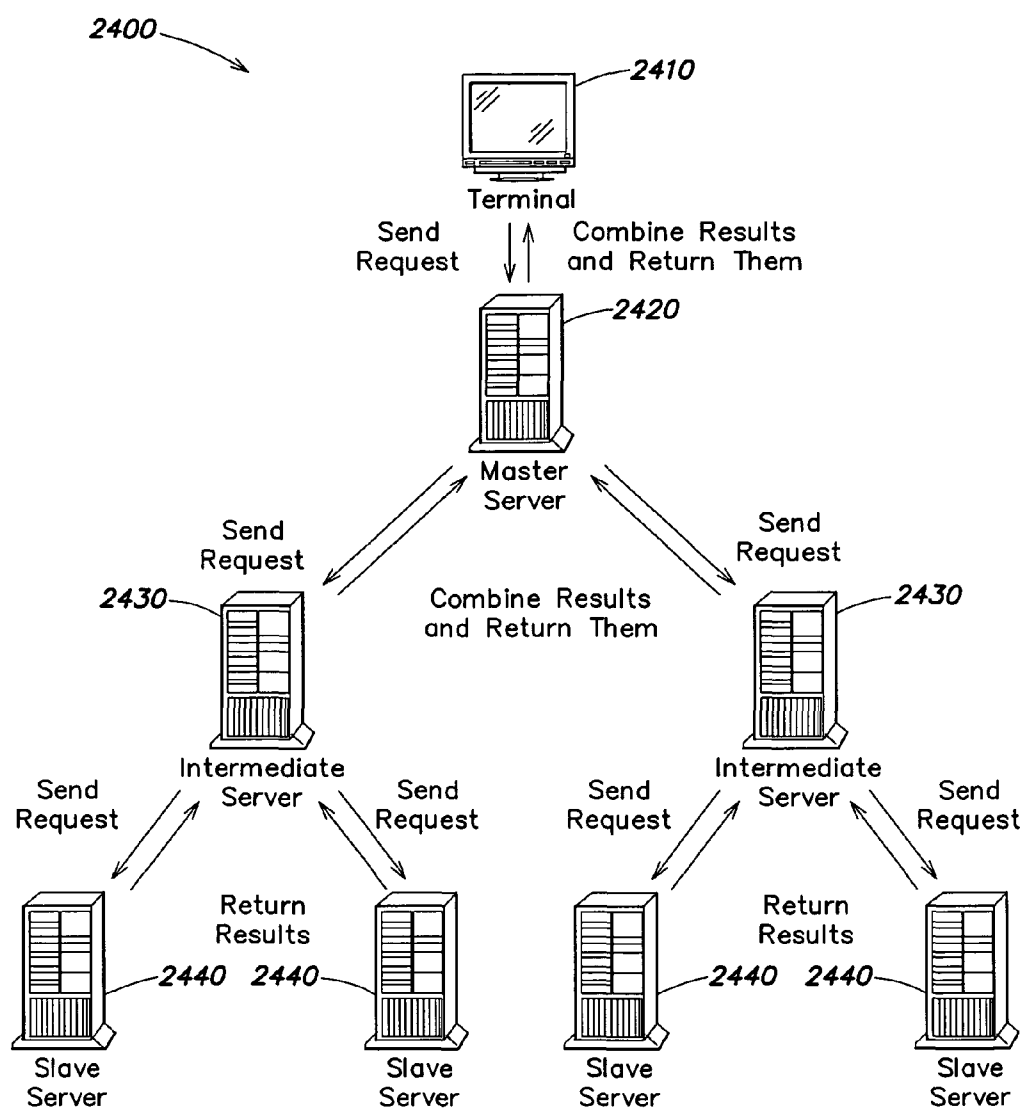 2400
2410
Terminal
Send
Request
Combine Results
and Return Them
2420
Master
Server
Send
Request
Send
Request
2430
Combine Results
and Return Them
2430
Intermediate
Server
Intermediate
Server
Send
Request
Send
Request
Send
Request
Send
Request
Return
Results
Return
Results
2440
2440
2440
2440
Slave
Server
Slave
Server
Slave
Server
Slave
Server